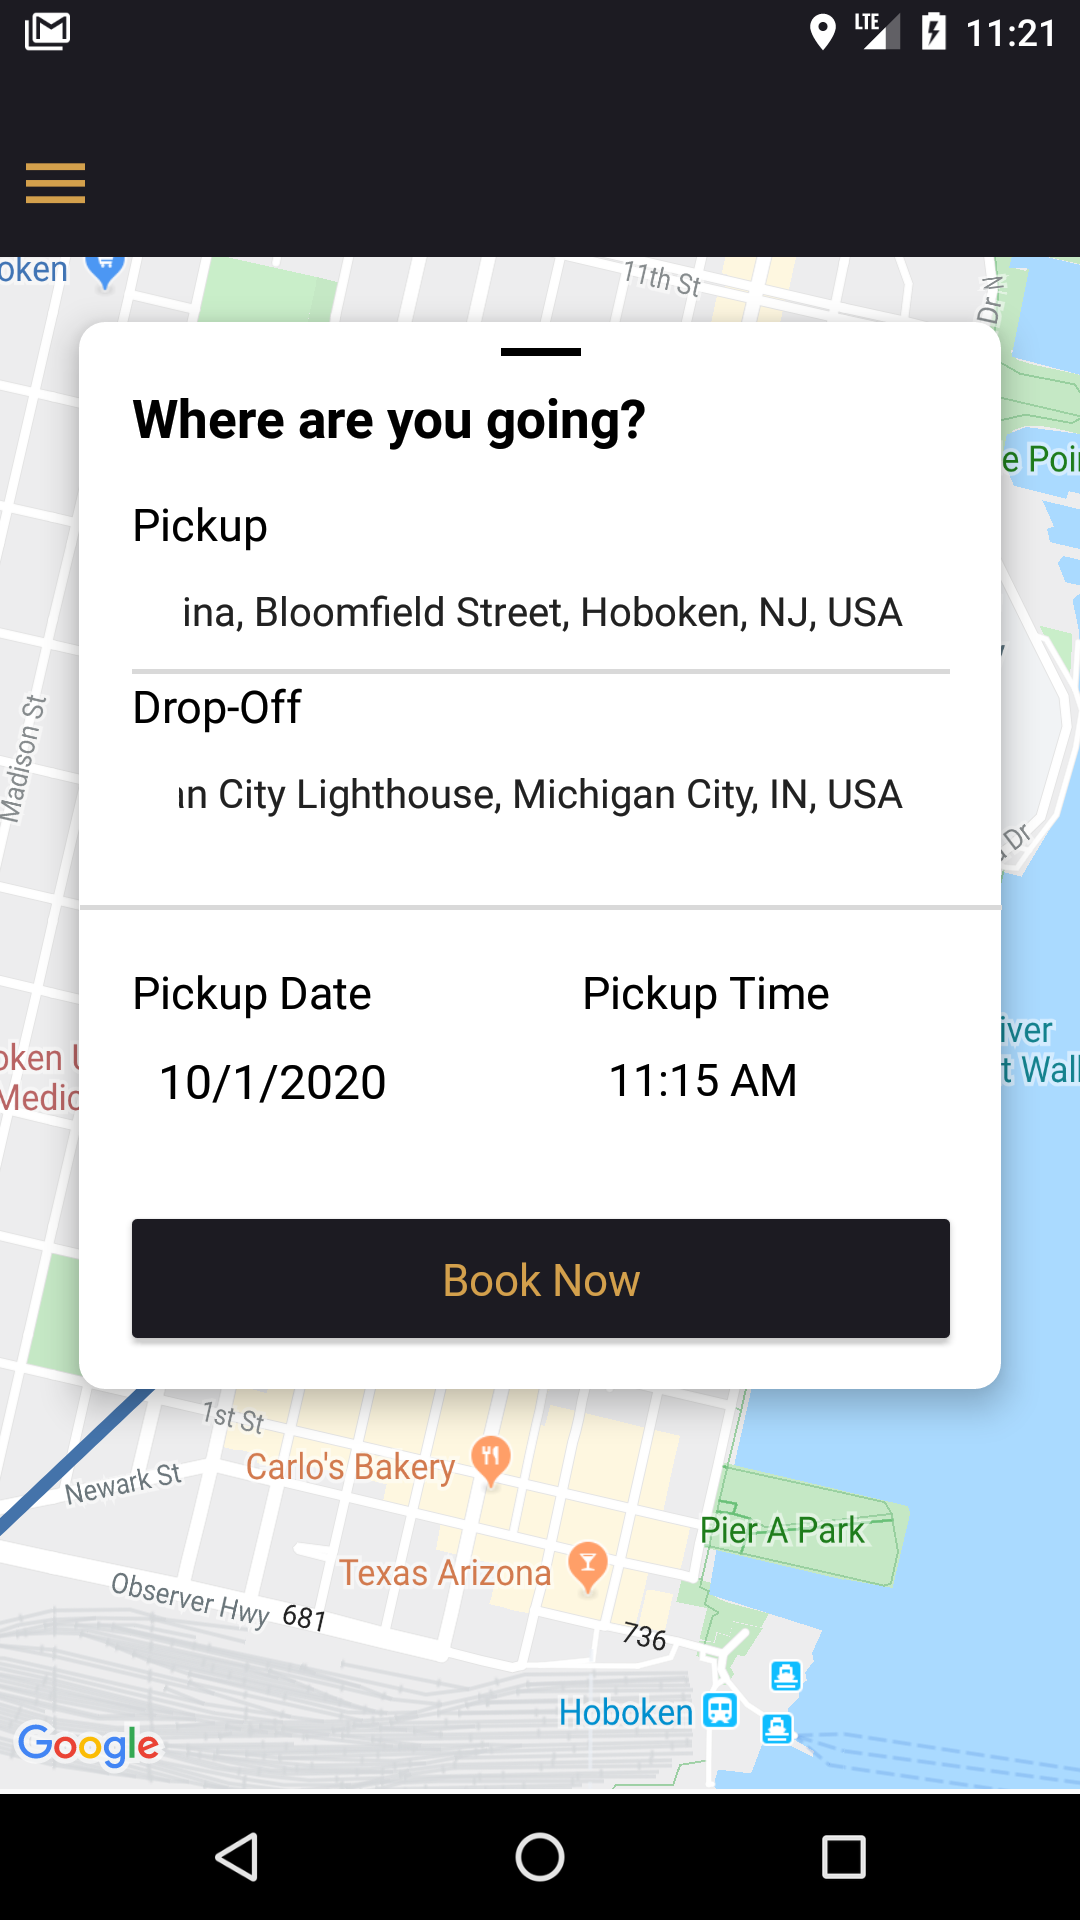 LTE 11:21
oken
11th St
Dr N
Where are you going?
e Poi
Pickup
ina, Bloomfield Street, Hoboken, NJ, USA
Drop-Off
Madison St
an City Lighthouse, Michigan City, IN, USA
Dr
Pickup Date
Pickup Time
iver
t Wal
oken
Medic
10/1/2020
11:15 AM
Book Now
1st St
Carlo's Bakery
Newark St
Pier A Park
Texas Arizona
Observer Hwy 681
736
Hoboken
Google